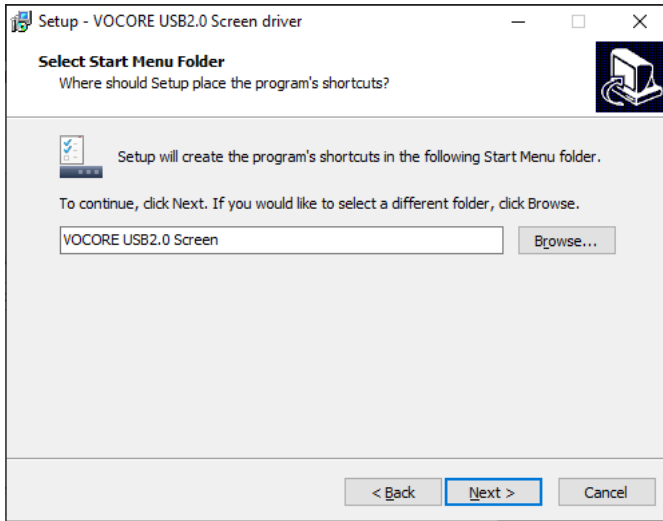 Setup - VOCORE USB2.0 Screen driver
Select Start Menu Folder
Where should Setup place the program's shortcuts?
Setup will create the program's shortcuts in the following Start Menu folder.
To continue, click Next. If you would like to select a different folder, click Browse.
VOCORE USB2.0 Screen
Browse...
< Back
Next >
Cancel